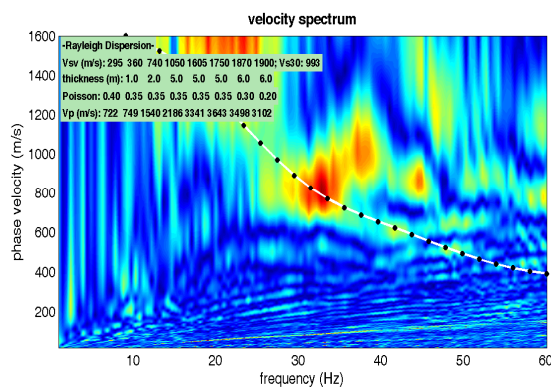 velocity spectrum
1600
1400
1200
1000
800
600
400
200
phase velocity (m/s)
-Rayleigh Dispersion-
Vsv (m/s): 295 360 740 1050 1605 1750 1870 1900; Vs30: 993
thickness (m): 1.0 2.0 5.0 5.0 5.0 6.0 6.0
Poisson: 0.40 0.35 0.35 0.35 0.35 0.35 0.30 0.20
Vp (m/s): 722 749 1540 2186 3341 3643 3498 3102
10 20 30 40 50 60
frequency (Hz)